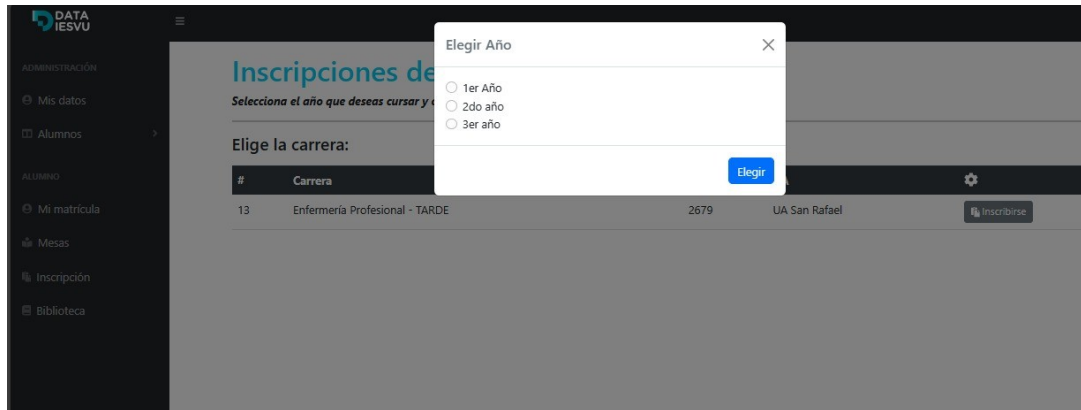 DATA
IESVU
ADMINISTRACIÓN
Mis datos
Alumnos
ALUMNO
Mi matrícula
Mesas
Inscripción
Biblioteca
Inscripciones de
Selecciona el año que deseas cursar y
Elige la carrera:
# Carrera
13 Enfermería Profesional - TARDE 2679 UA San Rafael Inscribirse
Elegir Año
1er Año
2do año
3er año
Elegir